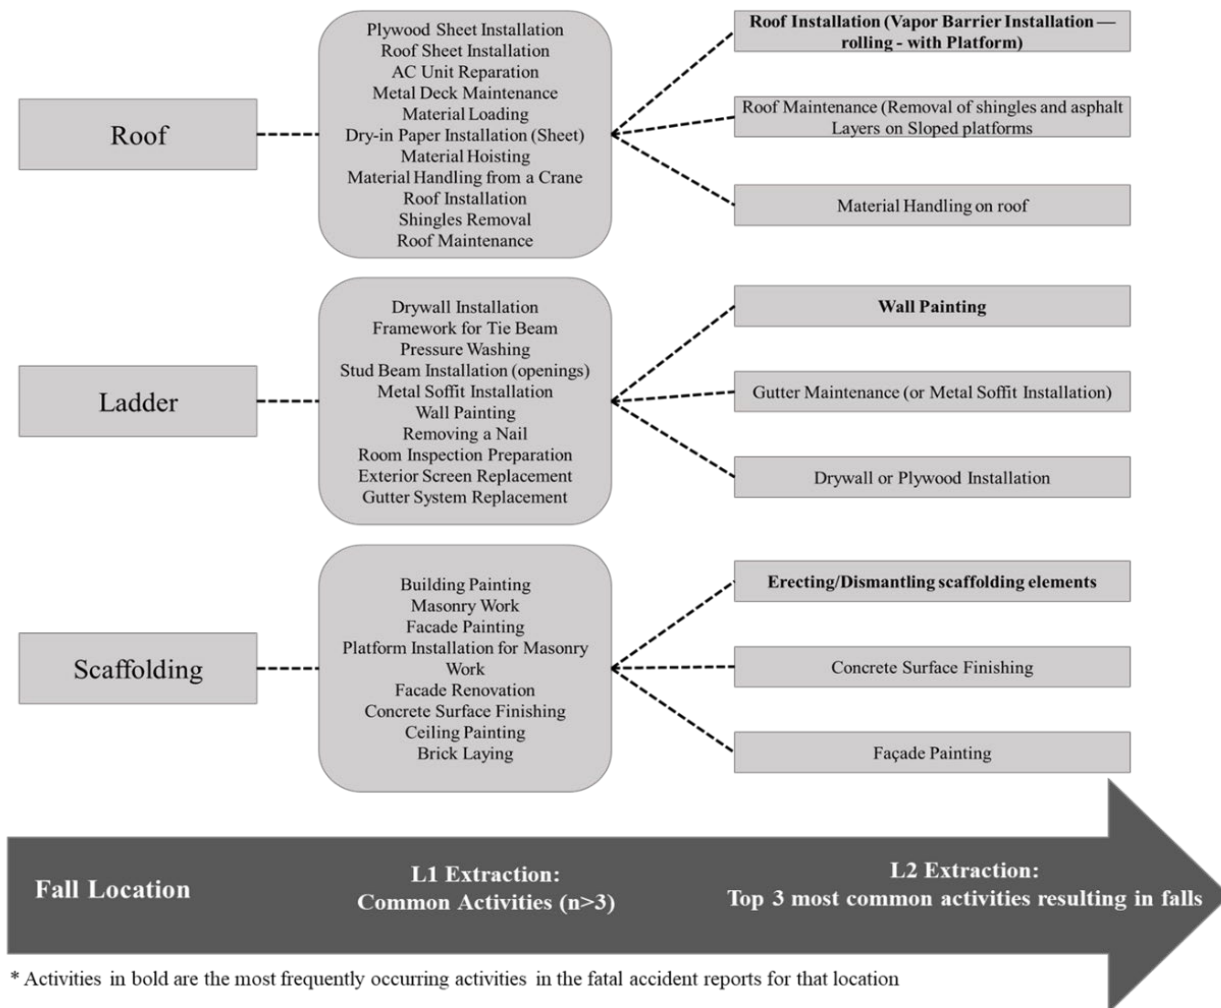 Roof
Plywood Sheet Installation
Roof Sheet Installation
AC Unit Reparation
Metal Deck Maintenance
Material Loading
Dry-in Paper Installation (Sheet)
Material Hoisting
Material Handling from a Crane
Roof Installation
Shingles Removal
Roof Maintenance
Roof Installation (Vapor Barrier Installation —
rolling - with Platform)
Roof Maintenance (Removal of shingles and asphalt
Layers on Sloped platforms
Material Handling on roof
Ladder
Drywall Installation
Framework for Tie Beam
Pressure Washing
Stud Beam Installation (openings)
Metal Soffit Installation
Wall Painting
Removing a Nail
Room Inspection Preparation
Exterior Screen Replacement
Gutter System Replacement
Wall Painting
Gutter Maintenance (or Metal Soffit Installation)
Drywall or Plywood Installation
Scaffolding
Building Painting
Masonry Work
Facade Painting
Platform Installation for Masonry
Work
Facade Renovation
Concrete Surface Finishing
Ceiling Painting
Brick Laying
Erecting/Dismantling scaffolding elements
Concrete Surface Finishing
Façade Painting
Fall Location
L1 Extraction:
Common Activities (n>3)
L2 Extraction:
Top 3 most common activities resulting in falls
* Activities in bold are the most frequently occurring activities in the fatal accident reports for that location